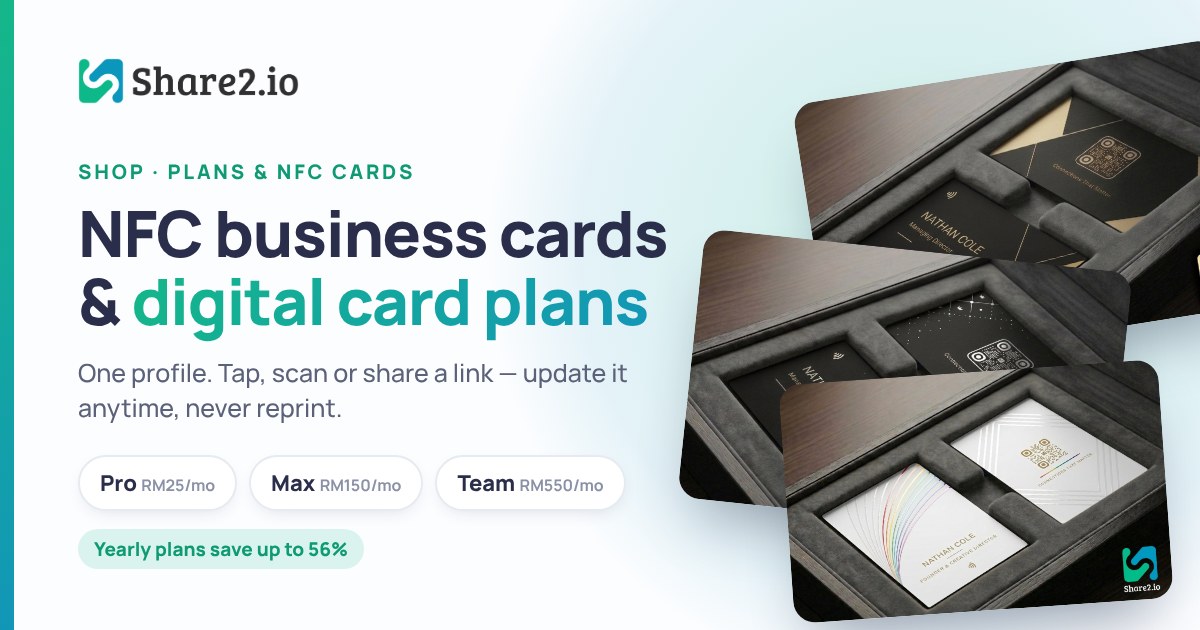 Share2.io
SHOP · PLANS & NFC CARDS
NFC business cards
& digital card plans
One profile. Tap, scan or share a link — update it
anytime, never reprint.
Pro RM25/mo
Max RM150/mo
Team RM550/mo
Yearly plans save up to 56%
NATHAN COLE
Managing Director
NATHAN COLE
FOUNDER & CREATIVE DIRECTOR
Share2.io